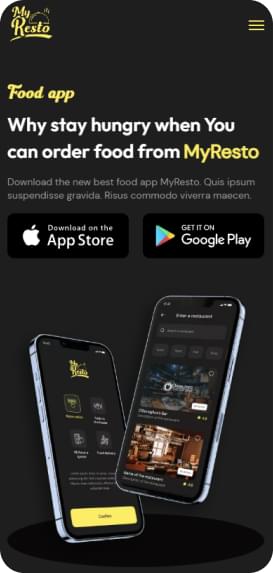 My
Resto
Food app
Why stay hungry when You
can order food from MyResto
Download the new best food app MyResto. Quis ipsum
suspendisse gravida. Risus commodo viverra maecen.
Download on the
App Store
GET IT ON
Google Play
Enter a restaurant
My
Resto